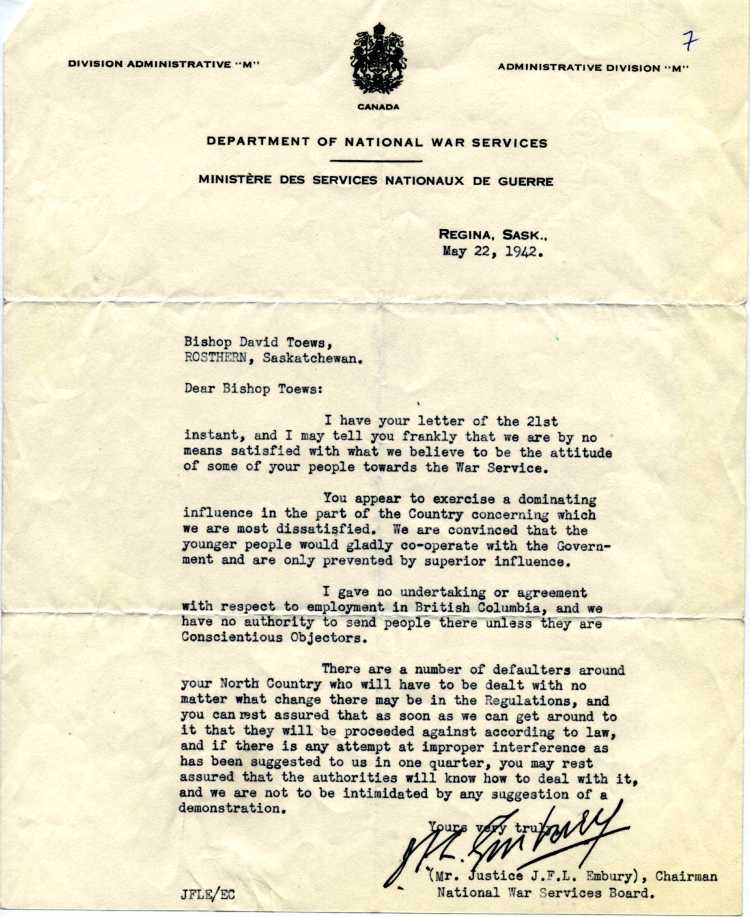 7
DIVISION ADMINISTRATIVE "M"
ADMINISTRATIVE DIVISION "M"
CANADA
DEPARTMENT OF NATIONAL WAR SERVICES
MINISTÈRE DES SERVICES NATIONAUX DE GUERRE
REGINA, SASK.,
May 22, 1942.
Bishop David Toews,
ROSTHERN, Saskatchewan.
Dear Bishop Toews:
I have your letter of the 21st
instant, and I may tell you frankly that we are by no
means satisfied with what we believe to be the attitude
of some of your people towards the War Service.
You appear to exercise a dominating
influence in the part of the Country concerning which
we are most dissatisfied. We are convinced that the
younger people would gladly co-operate with the Govern-
ment and are only prevented by superior influence.
I gave no undertaking or agreement
with respect to employment in British Columbia, and we
have no authority to send people there unless they are
Conscientious Objectors.
There are a number of defaulters around
your North Country who will have to be dealt with no
matter what change there may be in the Regulations, and
you can rest assured that as soon as we can get around to
it that they will be proceeded against according to law,
and if there is any attempt at improper interference as
has been suggested to us in one quarter, you may rest
assured that the authorities will know how to deal with it,
and we are not to be intimidated by any suggestion of a
demonstration.
Yours very truly,
J.F.L. Embury
(Mr. Justice J.F.L. Embury), Chairman
National War Services Board.
JFLE/EC